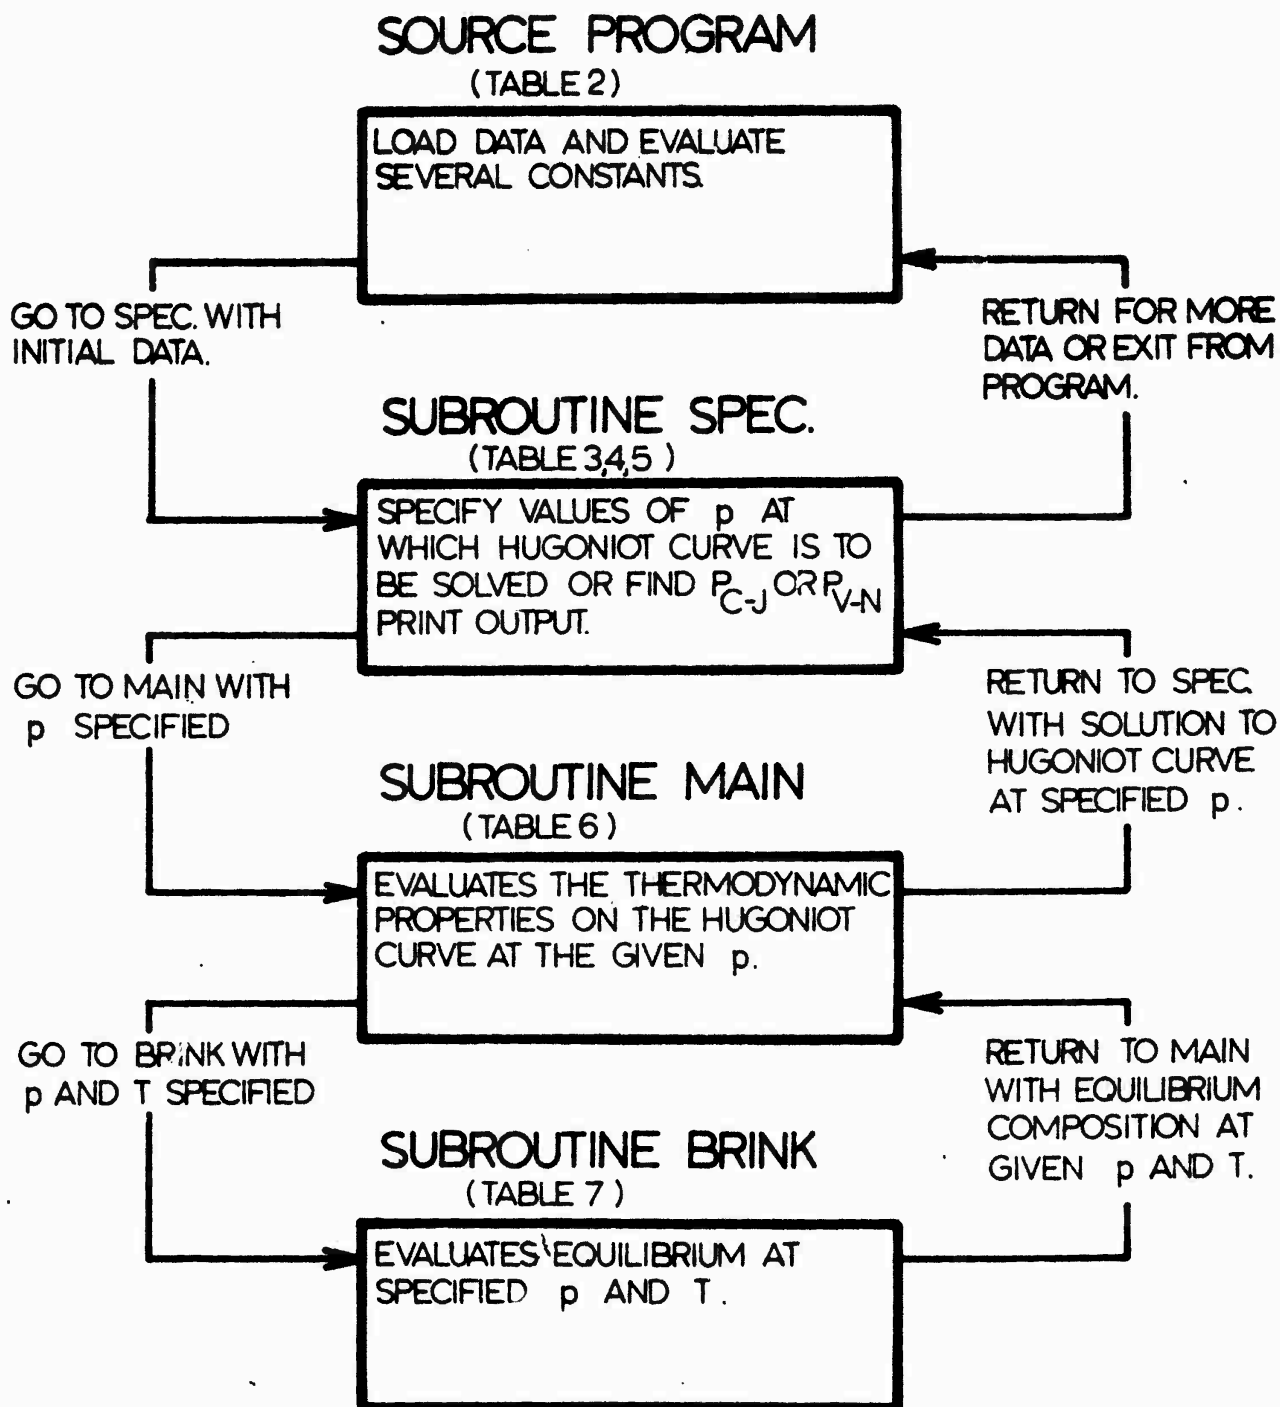 SOURCE PROGRAM
(TABLE 2)
LOAD DATA AND EVALUATE
SEVERAL CONSTANTS.
GO TO SPEC. WITH
INITIAL DATA.
RETURN FOR MORE
DATA OR EXIT FROM
PROGRAM.
SUBROUTINE SPEC.
(TABLE 3,4,5)
SPECIFY VALUES OF p AT
WHICH HUGONIOT CURVE IS TO
BE SOLVED OR FIND P_C-J OR P_V-N
PRINT OUTPUT.
GO TO MAIN WITH
p SPECIFIED
RETURN TO SPEC.
WITH SOLUTION TO
HUGONIOT CURVE
AT SPECIFIED p.
SUBROUTINE MAIN
(TABLE 6)
EVALUATES THE THERMODYNAMIC
PROPERTIES ON THE HUGONIOT
CURVE AT THE GIVEN p.
GO TO BRINK WITH
p AND T SPECIFIED
RETURN TO MAIN
WITH EQUILIBRIUM
COMPOSITION AT
GIVEN p AND T.
SUBROUTINE BRINK
(TABLE 7)
EVALUATES EQUILIBRIUM AT
SPECIFIED p AND T.